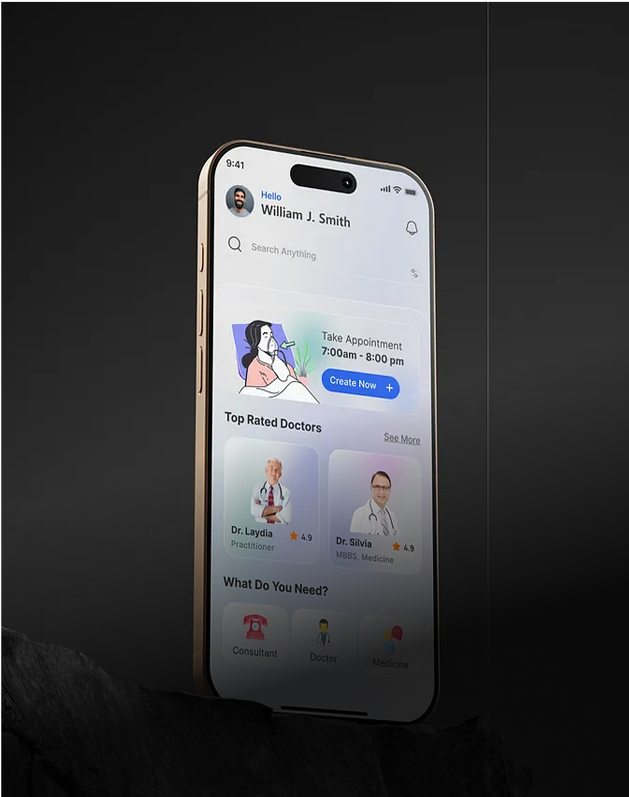 9:41
Hello
William J. Smith
Search Anything
Take Appointment
7:00am - 8:00 pm
Create Now +
Top Rated Doctors
See More
Dr. Laydia 4.9
Practitioner
Dr. Silvia 4.9
MBBS, Medicine
What Do You Need?
Consultant
Doctor
Medicine